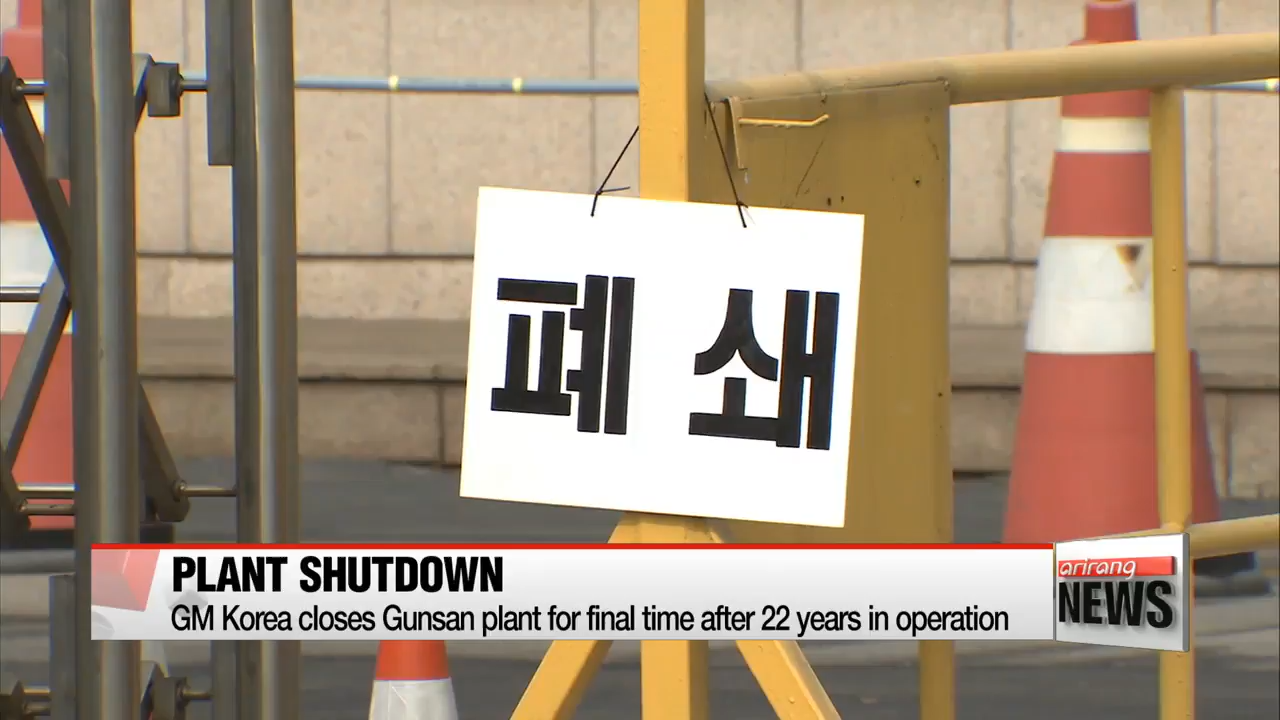 폐 쇄
PLANT SHUTDOWN
GM Korea closes Gunsan plant for final time after 22 years in operation
arirang
NEWS